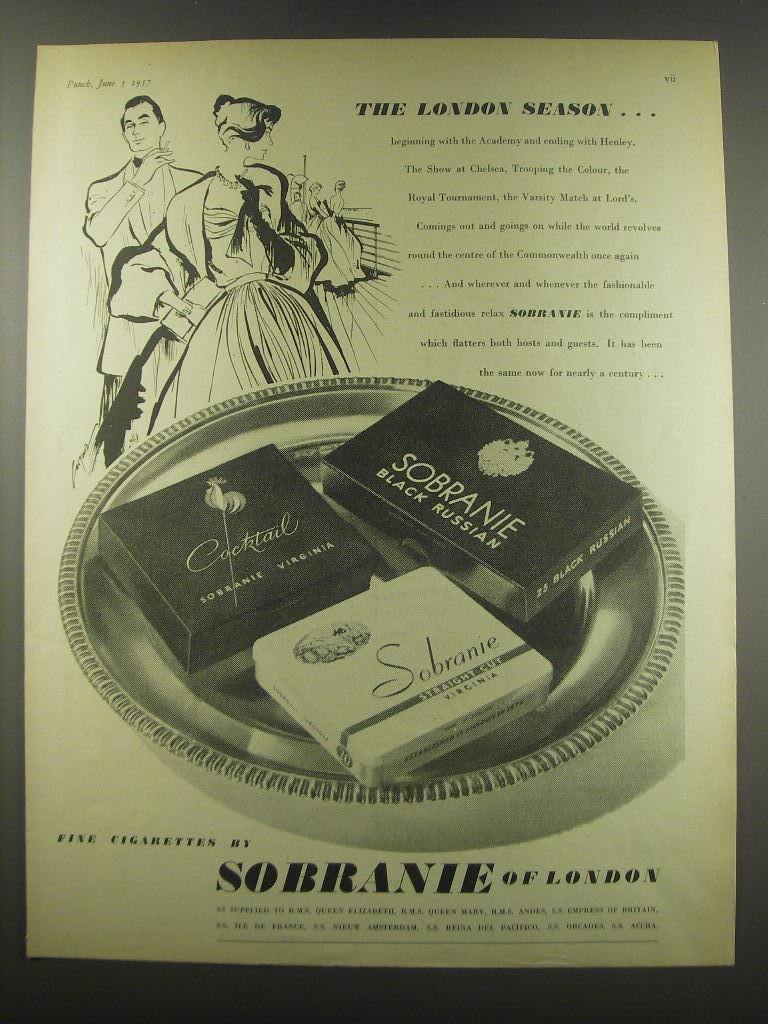 Punch, June 5 1957
vii
THE LONDON SEASON . . .
beginning with the Academy and ending with Henley.
The Show at Chelsea, Trooping the Colour, the
Royal Tournament, the Varsity Match at Lord's.
Comings out and goings on while the world revolves
round the centre of the Commonwealth once again
. . . And wherever and whenever the fashionable
and fastidious relax SOBRANIE is the compliment
which flatters both hosts and guests. It has been
the same now for nearly a century . . .
SOBRANIE
BLACK RUSSIAN
25 BLACK RUSSIAN
Cocktail
SOBRANIE VIRGINIA
Sobranie
STRAIGHT CUT
VIRGINIA
10
FINE CIGARETTES BY
SOBRANIE OF LONDON
AS SUPPLIED TO R.M.S. QUEEN ELIZABETH, R.M.S. QUEEN MARY, R.M.S. ANDES, S.S. EMPRESS OF BRITAIN,
S.S. ILE DE FRANCE, S.S. NIEUW AMSTERDAM, S.S. REINA DEL PACIFICO, S.S. ORCADES, S.S. ACCRA.